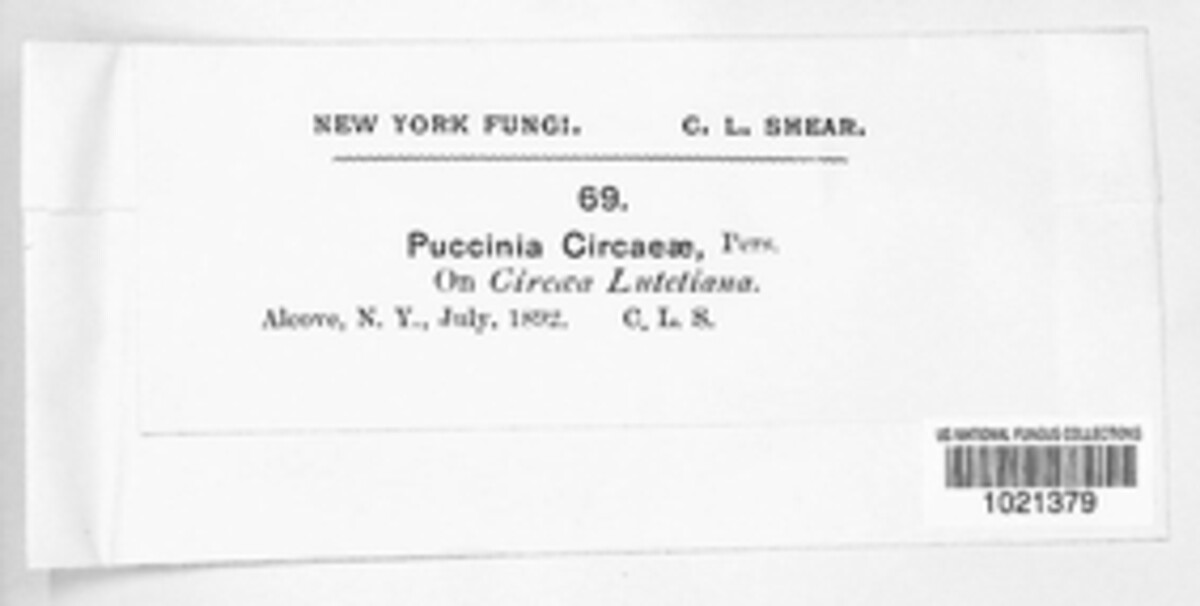 NEW YORK FUNGI. C. L. SHEAR.
69.
Puccinia Circaeæ, Pers.
On Circæa Lutetiana.
Alcove, N. Y., July, 1892. C. L. S.
US NATIONAL FUNGUS COLLECTIONS
1021379